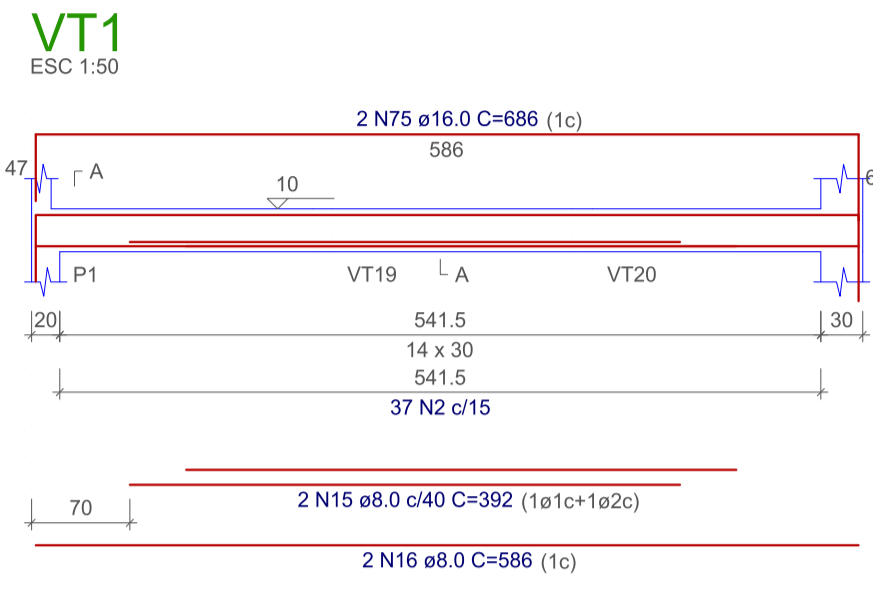 VT1
ESC 1:50
2 N75 ø16.0 C=686 (1c)
586
47
A
10
P1
VT19
A
VT20
20
541.5
30
14 x 30
541.5
37 N2 c/15
2 N15 ø8.0 c/40 C=392 (1ø1c+1ø2c)
70
2 N16 ø8.0 C=586 (1c)